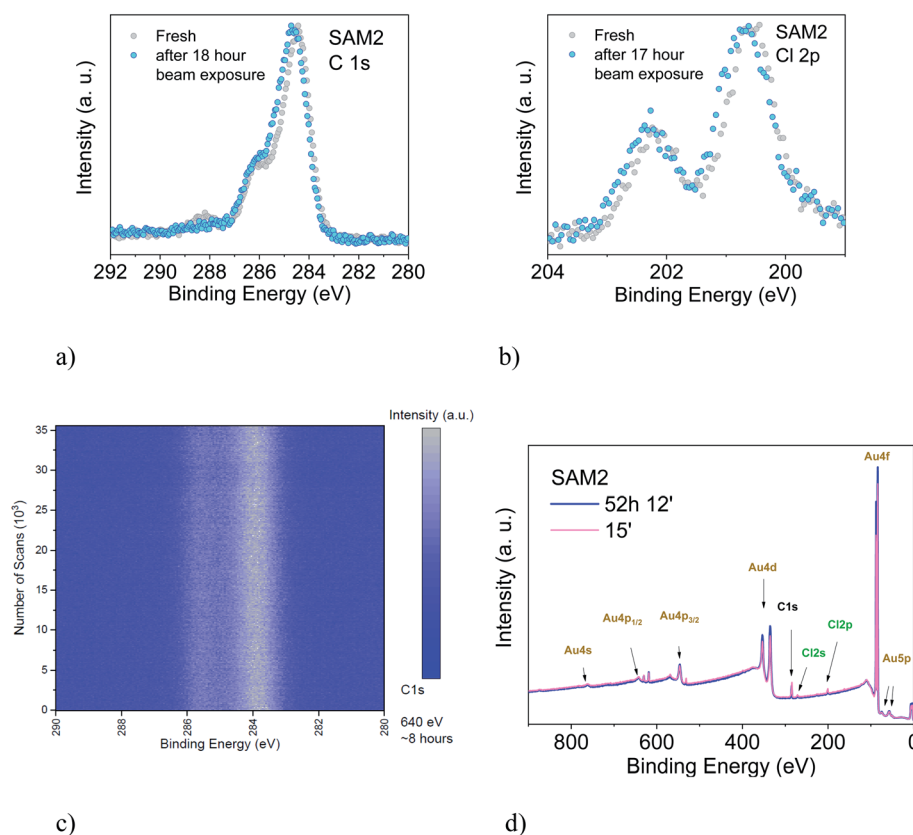 Fresh
after 18 hour
beam exposure
SAM2
C 1s
Intensity (a. u.)
292 290 288 286 284 282 280
Binding Energy (eV)
a)
Fresh
after 17 hour
beam exposure
SAM2
Cl 2p
Intensity (a. u.)
204 202 200
Binding Energy (eV)
b)
Intensity (a.u.)
35
30
25
20
15
10
5
0
Number of Scans (10³)
290 288 286 284 282 280
Binding Energy (eV)
C1s
640 eV
~8 hours
c)
SAM2
52h 12'
15'
Au4f
Au4d
C1s
Cl2p
Cl2s
Au4p3/2
Au4p1/2
Au4s
Au5p
Intensity (a. u.)
800 600 400 200 0
Binding Energy (eV)
d)